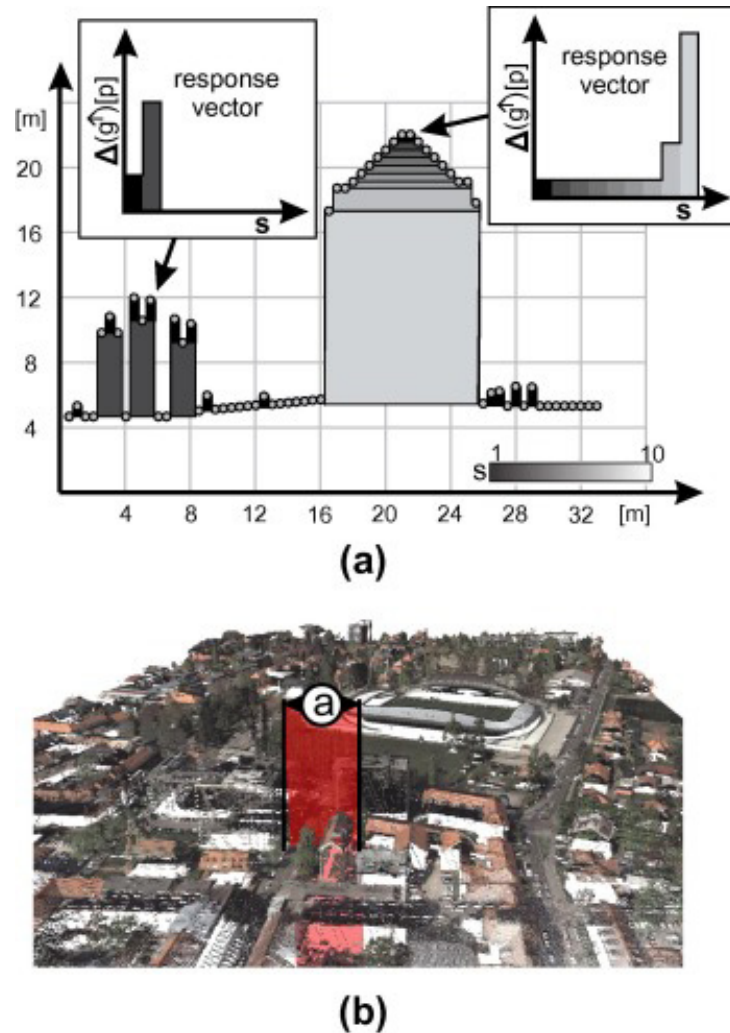 response
vector
Δ(g^h)[p]
s
response
vector
Δ(g^h)[p]
s
[m]
20
16
12
8
4
1 10
s
4 8 12 16 20 24 28 32 [m]
(a)
a
(b)